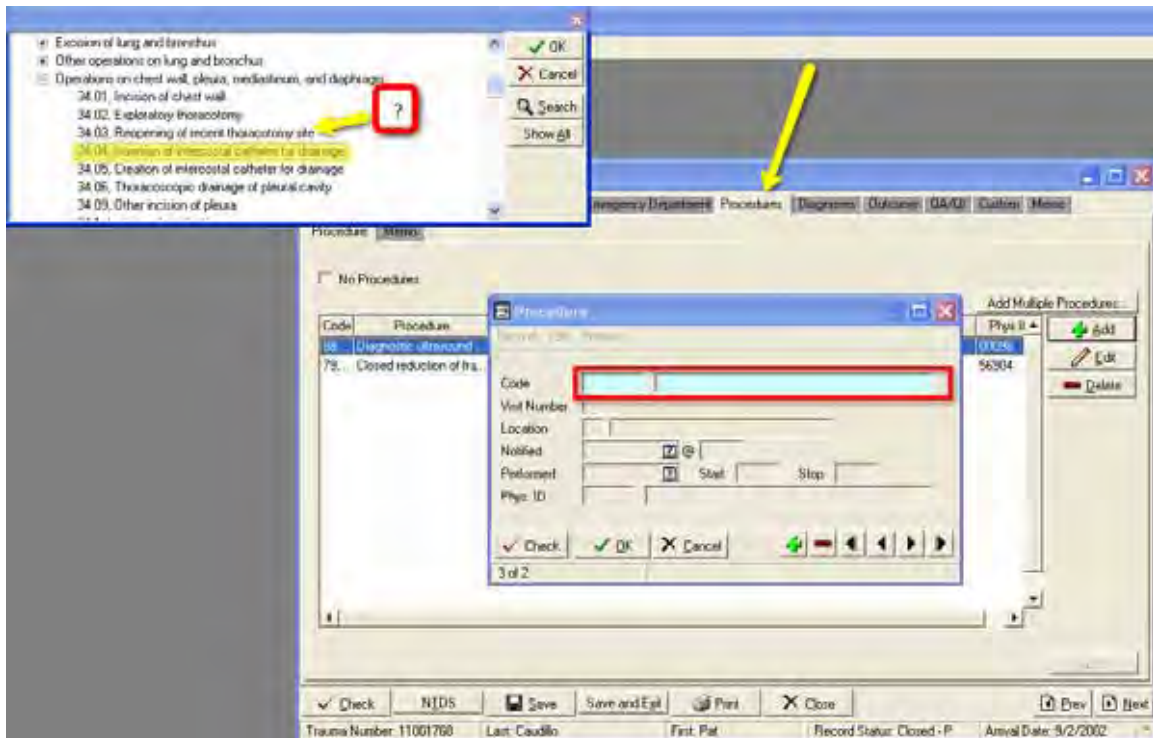 Excision of lung and bronchus
Other operations on lung and bronchus
Operations on chest wall, pleura, mediastinum, and diaphragm
34.01, Incision of chest wall
34.02, Exploratory thoracotomy
34.03, Reopening of recent thoracotomy site
34.04, Insertion of intercostal catheter for drainage
34.05, Creation of intercostal catheter for drainage
34.06, Thoracoscopic drainage of pleural cavity
34.09, Other incision of pleura
?
OK
Cancel
Search
Show All
Emergency Department Procedures Diagnoses Outcome QA/QI Custom Memo
Procedure Memo
No Procedures
Add Multiple Procedures...
Code Procedure Phys II
88. Diagnostic ultrasound
79. Closed reduction of fra... 56904
Add
Edit
Delete
Procedure
Code
Visit Number
Location
Notified @
Performed Start Stop
Phys. ID
Check OK Cancel
3 of 2
Check NTDS Save Save and Exit Print Close Prev Next
Trauma Number: 11001768 Last: Caudillo First: Pat Record Status: Closed - P Arrival Date: 9/2/2002